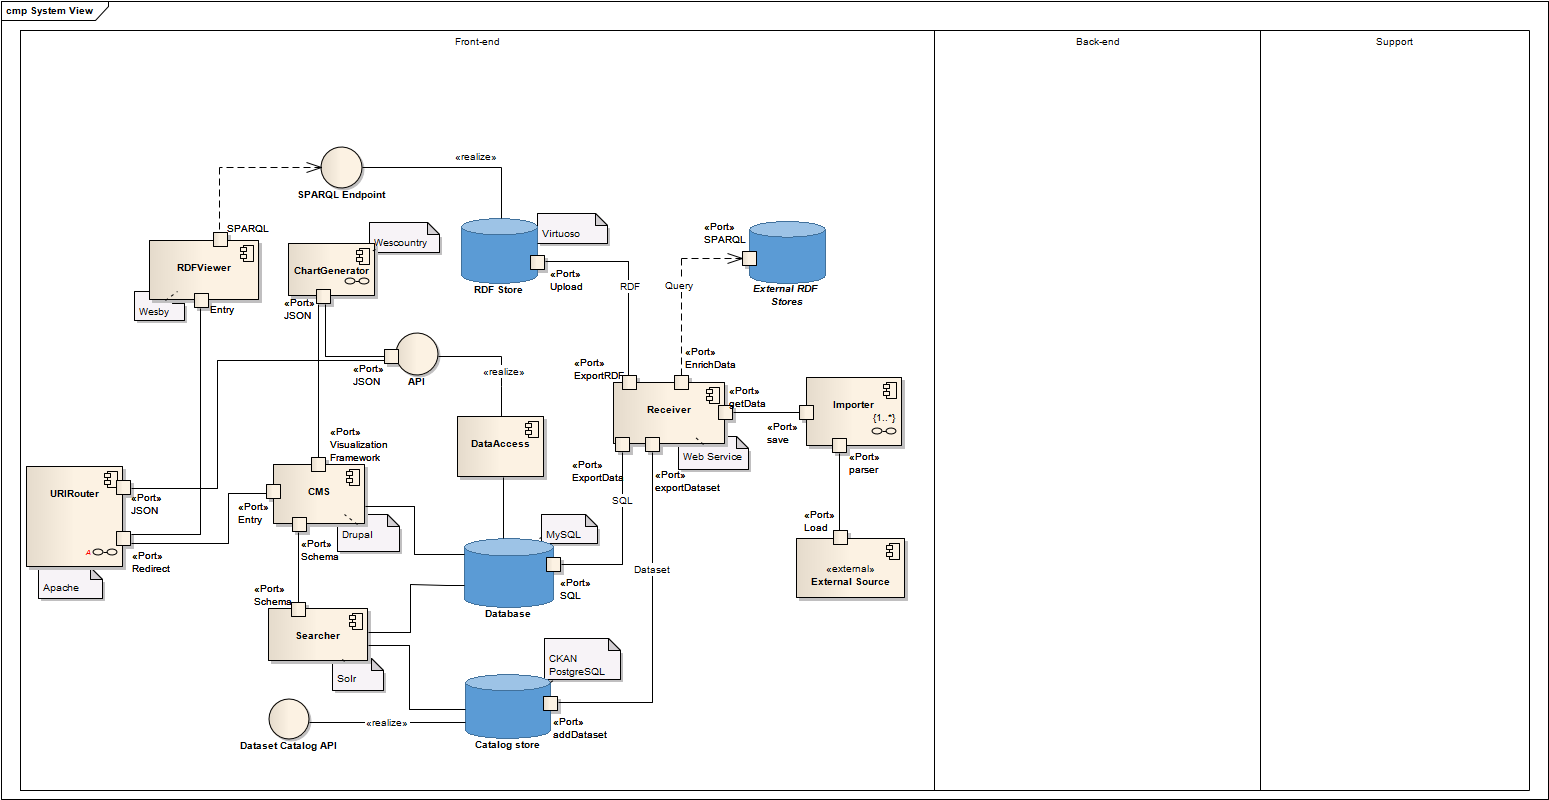 cmp System View
Front-end
Back-end
Support
«realize»
SPARQL Endpoint
SPARQL
RDFViewer
Wesby
Entry
Wescountry
ChartGenerator
«Port»
JSON
Virtuoso
RDF Store
«Port»
Upload
RDF
«Port»
SPARQL
Query
External RDF
Stores
«Port»
JSON
API
«realize»
DataAccess
«Port»
ExportRDF
«Port»
EnrichData
Receiver
«Port»
getData
Web Service
«Port»
save
Importer
{1..*}
«Port»
parser
«Port»
Load
«external»
External Source
«Port»
ExportData
SQL
«Port»
exportDataset
Dataset
«Port»
Visualization
Framework
CMS
Drupal
«Port»
Entry
«Port»
Schema
URIRouter
«Port»
JSON
A
«Port»
Redirect
Apache
MySQL
«Port»
SQL
Database
«Port»
Schema
Searcher
Solr
CKAN
PostgreSQL
«Port»
addDataset
Catalog store
«realize»
Dataset Catalog API